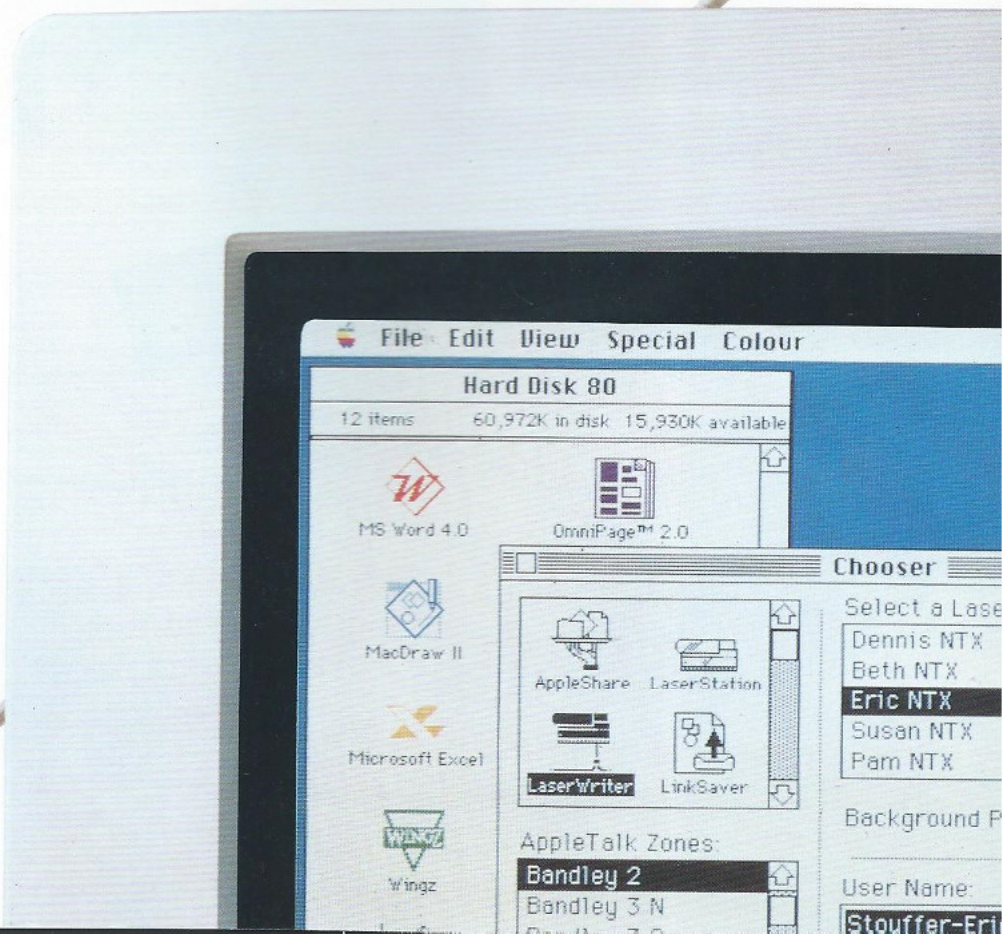 File Edit View Special Colour
Hard Disk 80
12 items 60,972K in disk 15,930K available
MS Word 4.0 OmniPage™ 2.0
MacDraw II
Microsoft Excel
WINGZ
Wingz
Chooser
AppleShare LaserStation
LaserWriter LinkSaver
AppleTalk Zones:
Bandley 2
Bandley 3 N
Select a Lase
Dennis NTX
Beth NTX
Eric NTX
Susan NTX
Pam NTX
Background P
User Name:
Stouffer-Eric